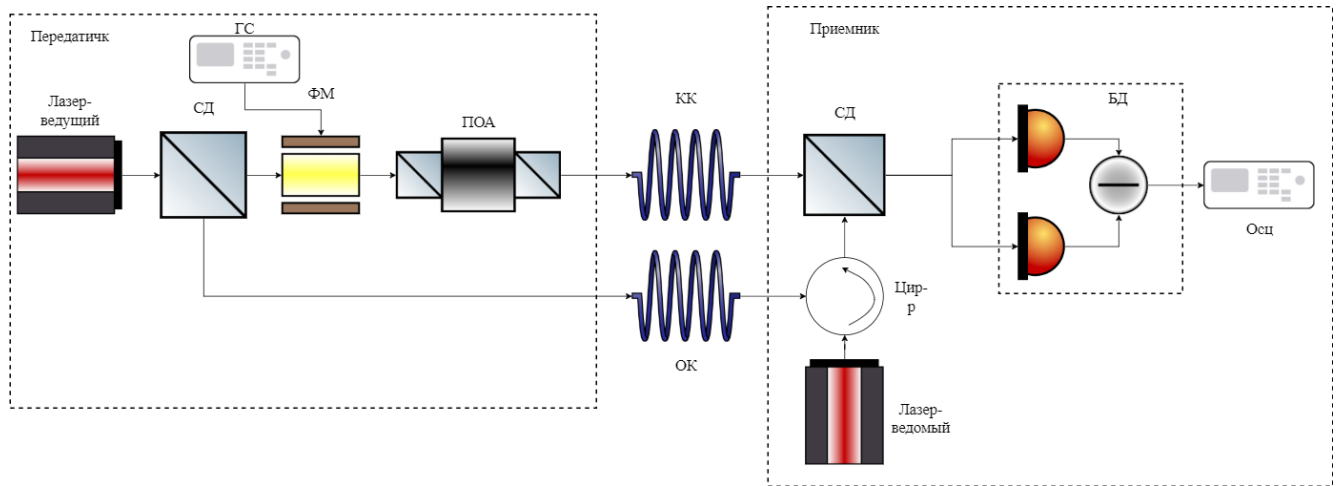 Передатичк
ГС
Приемник
Лазер-
ведущий
СД
ФМ
ПОА
КК
СД
БД
Осц
ОК
Цир-
р
Лазер-
ведомый